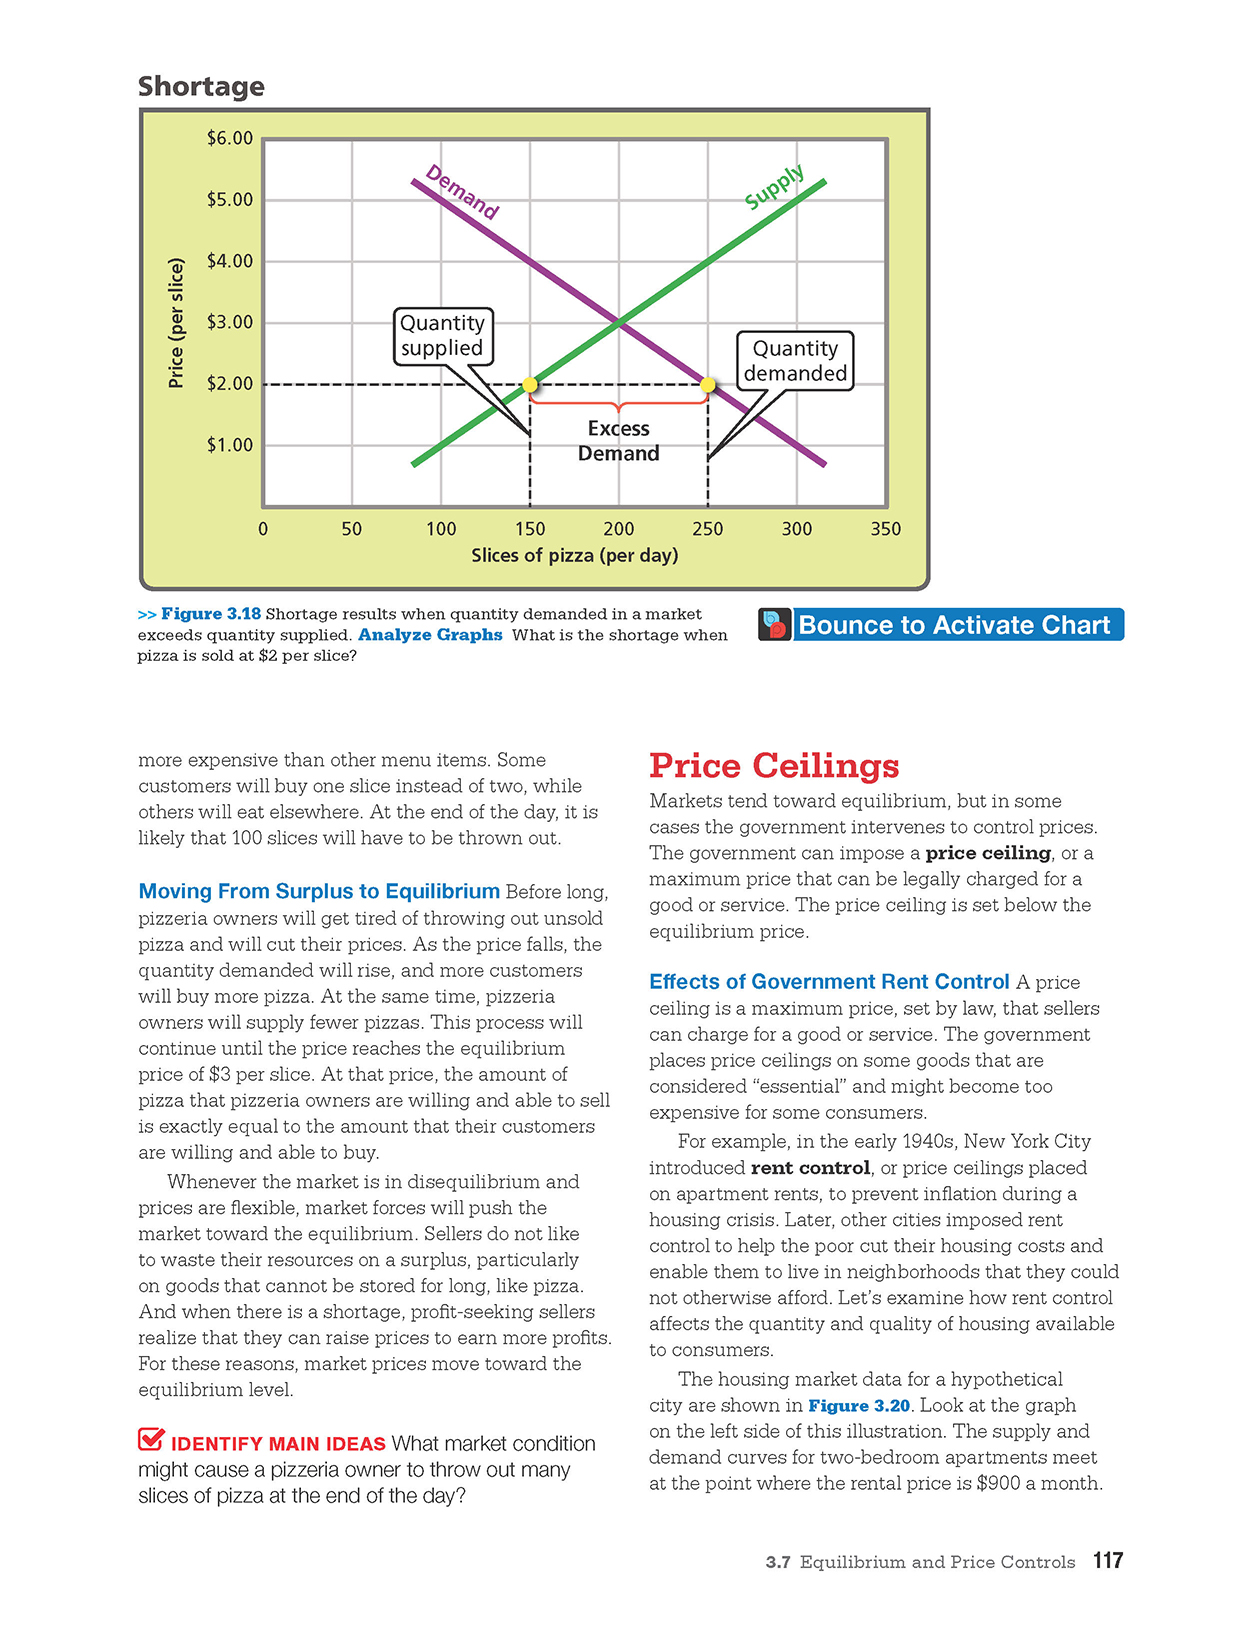 Shortage
$6.00
$5.00
$4.00
$3.00
$2.00
$1.00
Price (per slice)
Demand
Supply
Quantity
supplied
Quantity
demanded
Excess
Demand
0 50 100 150 200 250 300 350
Slices of pizza (per day)
>> Figure 3.18 Shortage results when quantity demanded in a market
exceeds quantity supplied. Analyze Graphs What is the shortage when
pizza is sold at $2 per slice?
Bounce to Activate Chart
more expensive than other menu items. Some
customers will buy one slice instead of two, while
others will eat elsewhere. At the end of the day, it is
likely that 100 slices will have to be thrown out.
Moving From Surplus to Equilibrium Before long,
pizzeria owners will get tired of throwing out unsold
pizza and will cut their prices. As the price falls, the
quantity demanded will rise, and more customers
will buy more pizza. At the same time, pizzeria
owners will supply fewer pizzas. This process will
continue until the price reaches the equilibrium
price of $3 per slice. At that price, the amount of
pizza that pizzeria owners are willing and able to sell
is exactly equal to the amount that their customers
are willing and able to buy.
Whenever the market is in disequilibrium and
prices are flexible, market forces will push the
market toward the equilibrium. Sellers do not like
to waste their resources on a surplus, particularly
on goods that cannot be stored for long, like pizza.
And when there is a shortage, profit-seeking sellers
realize that they can raise prices to earn more profits.
For these reasons, market prices move toward the
equilibrium level.
IDENTIFY MAIN IDEAS What market condition
might cause a pizzeria owner to throw out many
slices of pizza at the end of the day?
Price Ceilings
Markets tend toward equilibrium, but in some
cases the government intervenes to control prices.
The government can impose a price ceiling, or a
maximum price that can be legally charged for a
good or service. The price ceiling is set below the
equilibrium price.
Effects of Government Rent Control A price
ceiling is a maximum price, set by law, that sellers
can charge for a good or service. The government
places price ceilings on some goods that are
considered “essential” and might become too
expensive for some consumers.
For example, in the early 1940s, New York City
introduced rent control, or price ceilings placed
on apartment rents, to prevent inflation during a
housing crisis. Later, other cities imposed rent
control to help the poor cut their housing costs and
enable them to live in neighborhoods that they could
not otherwise afford. Let’s examine how rent control
affects the quantity and quality of housing available
to consumers.
The housing market data for a hypothetical
city are shown in Figure 3.20. Look at the graph
on the left side of this illustration. The supply and
demand curves for two-bedroom apartments meet
at the point where the rental price is $900 a month.
3.7 Equilibrium and Price Controls 117